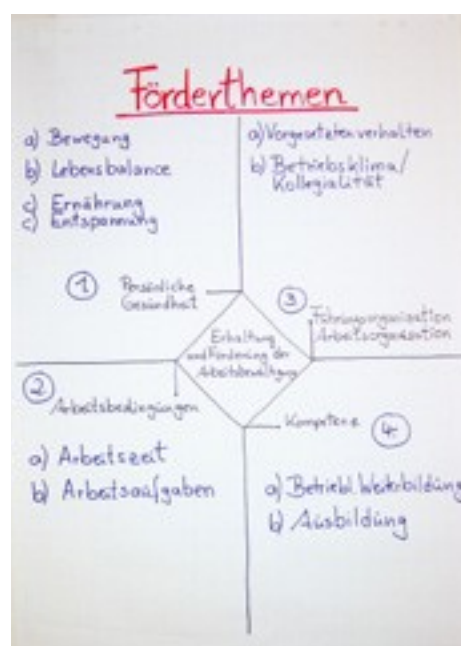 Förderthemen
a) Bewegung
b) Lebensbalance
c) Ernährung
c) Entspannung
a) Vorgesetztenverhalten
b) Betriebsklima/
Kollegialität
1
Persönliche
Gesundheit
3
Führungsorganisation
Arbeitsorganisation
Erhaltung
und Förderung der
Arbeitsbewältigung
2
Arbeitsbedingungen
a) Arbeitszeit
b) Arbeitsaufgaben
Kompetenz
4
a) Betriebl. Weiterbildung
b) Ausbildung